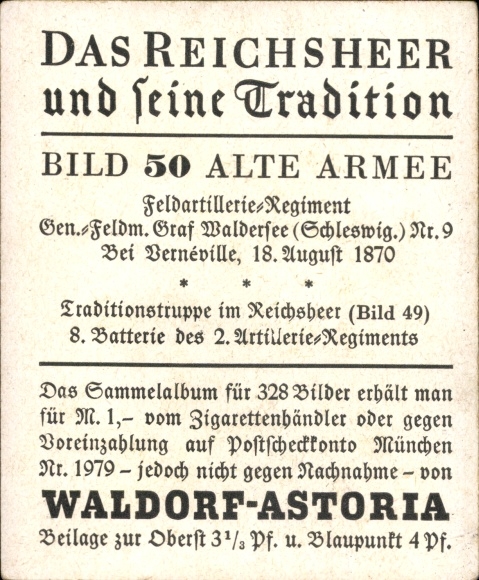 DAS REICHSHEER
und seine Tradition
BILD 50 ALTE ARMEE
Feldartillerie-Regiment
Gen.-Feldm. Graf Waldersee (Schleswig.) Nr. 9
Bei Vernéville, 18. August 1870
* * *
Traditionstruppe im Reichsheer (Bild 49)
8. Batterie des 2. Artillerie-Regiments
Das Sammelalbum für 328 Bilder erhält man
für M. 1,– vom Zigarettenhändler oder gegen
Voreinzahlung auf Postscheckkonto München
Nr. 1979 – jedoch nicht gegen Nachnahme – von
WALDORF-ASTORIA
Beilage zur Oberst 3 1/3 Pf. u. Blaupunkt 4 Pf.